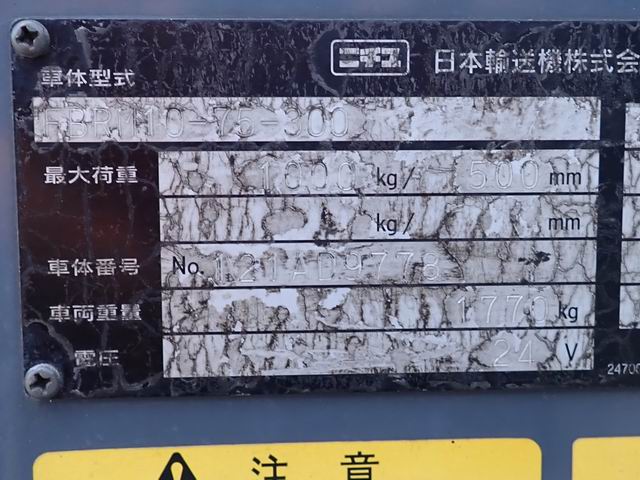 ニチユ 日本輸送機株式会
車体型式
FBRM10-75-300
最大荷重 1000 kg/ 500 mm
kg/ mm
車体番号 No. 121AD9778
車両重量 1770 kg
電圧 24 V
2470
注意